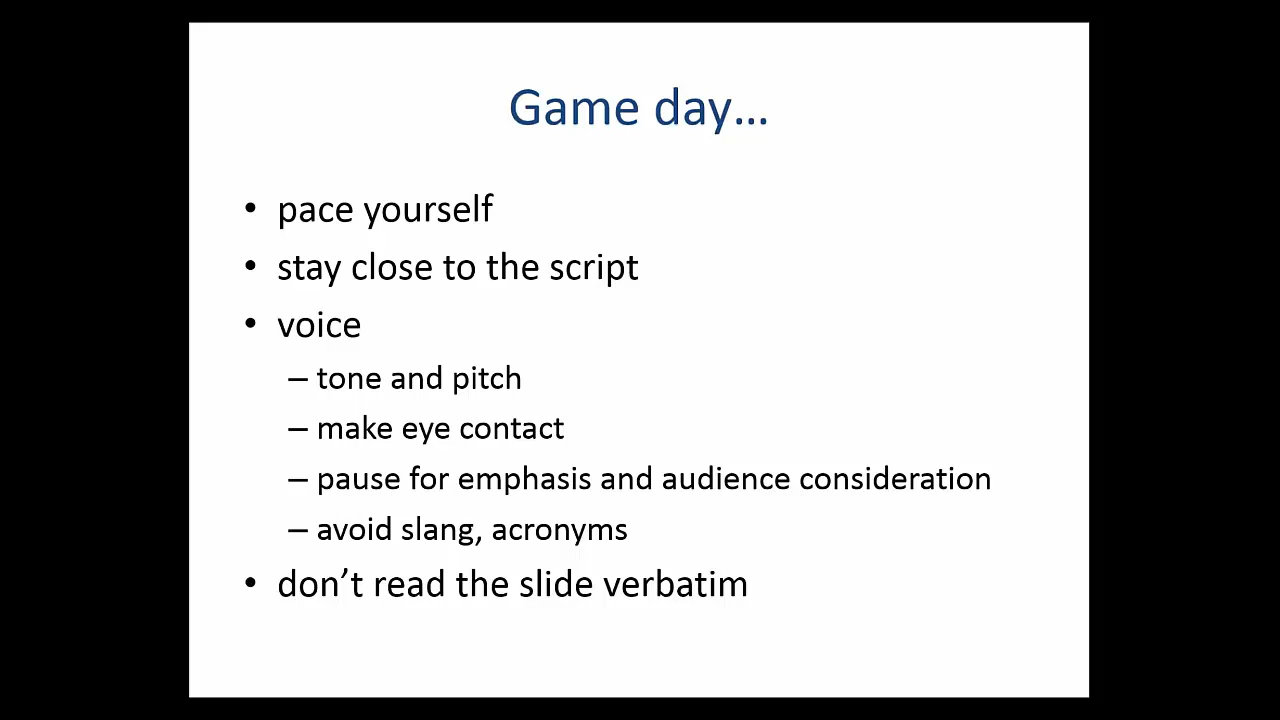 Game day…
• pace yourself
• stay close to the script
• voice
– tone and pitch
– make eye contact
– pause for emphasis and audience consideration
– avoid slang, acronyms
• don’t read the slide verbatim